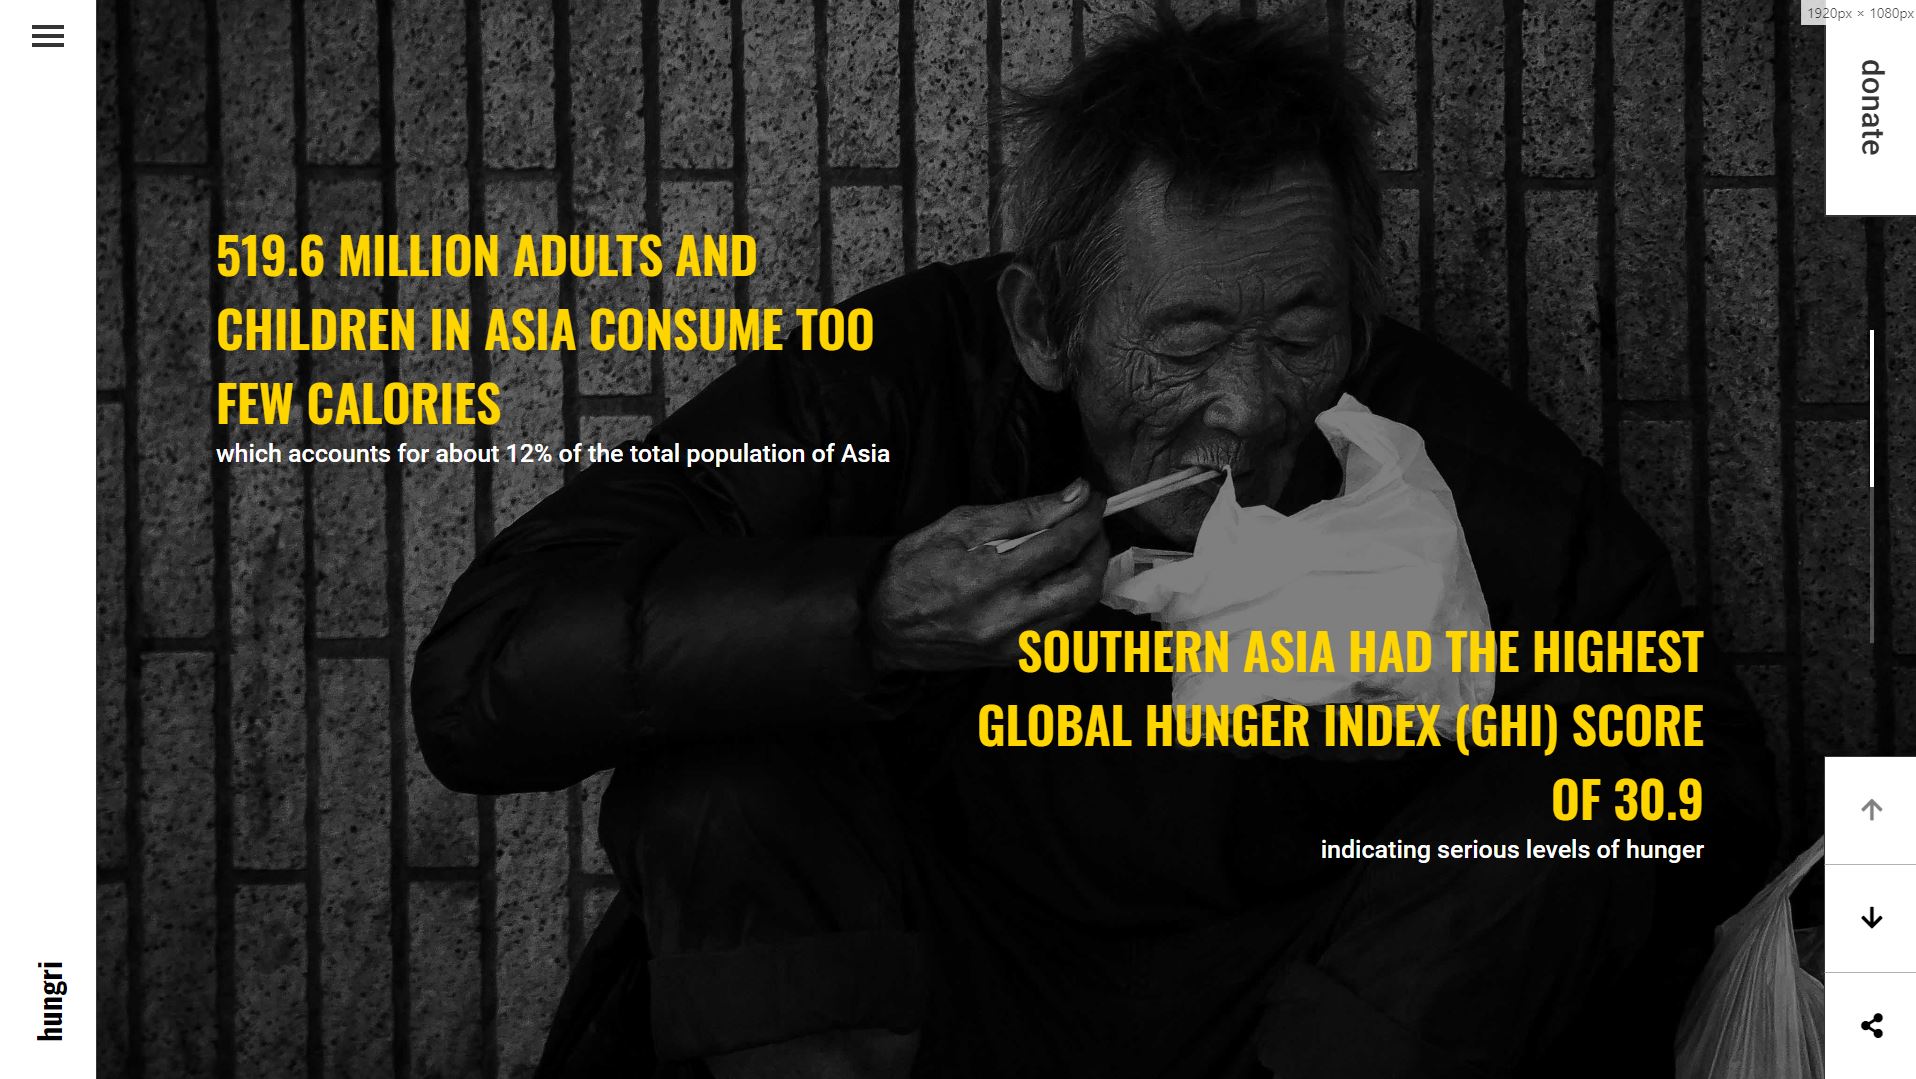 1920px × 1080px
donate
519.6 MILLION ADULTS AND
CHILDREN IN ASIA CONSUME TOO
FEW CALORIES
which accounts for about 12% of the total population of Asia
SOUTHERN ASIA HAD THE HIGHEST
GLOBAL HUNGER INDEX (GHI) SCORE
OF 30.9
indicating serious levels of hunger
hungri